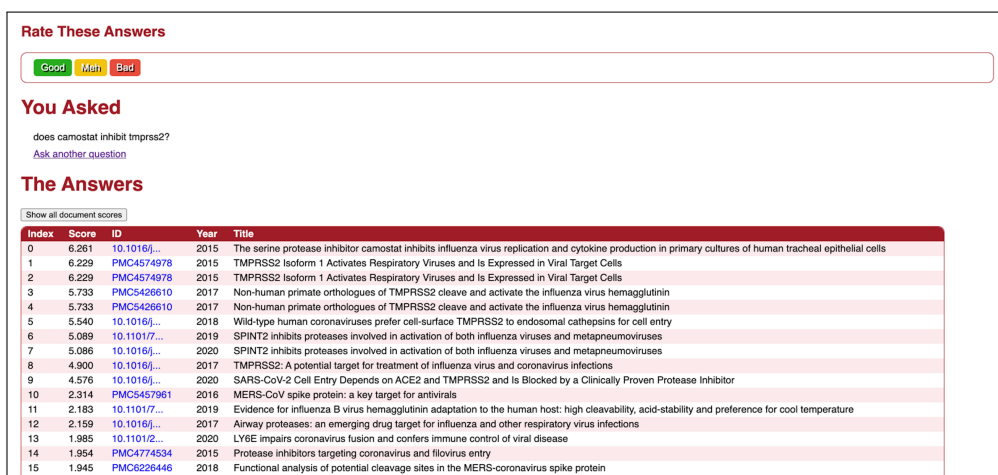 Rate These Answers
Good Meh Bad
You Asked
does camostat inhibit tmprss2?
Ask another question
The Answers
Show all document scores
Index Score ID Year Title
0 6.261 10.1016/j... 2015 The serine protease inhibitor camostat inhibits influenza virus replication and cytokine production in primary cultures of human tracheal epithelial cells
1 6.229 PMC4574978 2015 TMPRSS2 Isoform 1 Activates Respiratory Viruses and Is Expressed in Viral Target Cells
2 6.229 PMC4574978 2015 TMPRSS2 Isoform 1 Activates Respiratory Viruses and Is Expressed in Viral Target Cells
3 5.733 PMC5426610 2017 Non-human primate orthologues of TMPRSS2 cleave and activate the influenza virus hemagglutinin
4 5.733 PMC5426610 2017 Non-human primate orthologues of TMPRSS2 cleave and activate the influenza virus hemagglutinin
5 5.540 10.1016/j... 2018 Wild-type human coronaviruses prefer cell-surface TMPRSS2 to endosomal cathepsins for cell entry
6 5.089 10.1101/7... 2019 SPINT2 inhibits proteases involved in activation of both influenza viruses and metapneumoviruses
7 5.086 10.1016/j... 2020 SPINT2 inhibits proteases involved in activation of both influenza viruses and metapneumoviruses
8 4.900 10.1016/j... 2017 TMPRSS2: A potential target for treatment of influenza virus and coronavirus infections
9 4.576 10.1016/j... 2020 SARS-CoV-2 Cell Entry Depends on ACE2 and TMPRSS2 and Is Blocked by a Clinically Proven Protease Inhibitor
10 2.314 PMC5457961 2016 MERS-CoV spike protein: a key target for antivirals
11 2.183 10.1101/7... 2019 Evidence for influenza B virus hemagglutinin adaptation to the human host: high cleavability, acid-stability and preference for cool temperature
12 2.159 10.1016/j... 2017 Airway proteases: an emerging drug target for influenza and other respiratory virus infections
13 1.985 10.1101/2... 2020 LY6E impairs coronavirus fusion and confers immune control of viral disease
14 1.954 PMC4774534 2015 Protease inhibitors targeting coronavirus and filovirus entry
15 1.945 PMC6226446 2018 Functional analysis of potential cleavage sites in the MERS-coronavirus spike protein